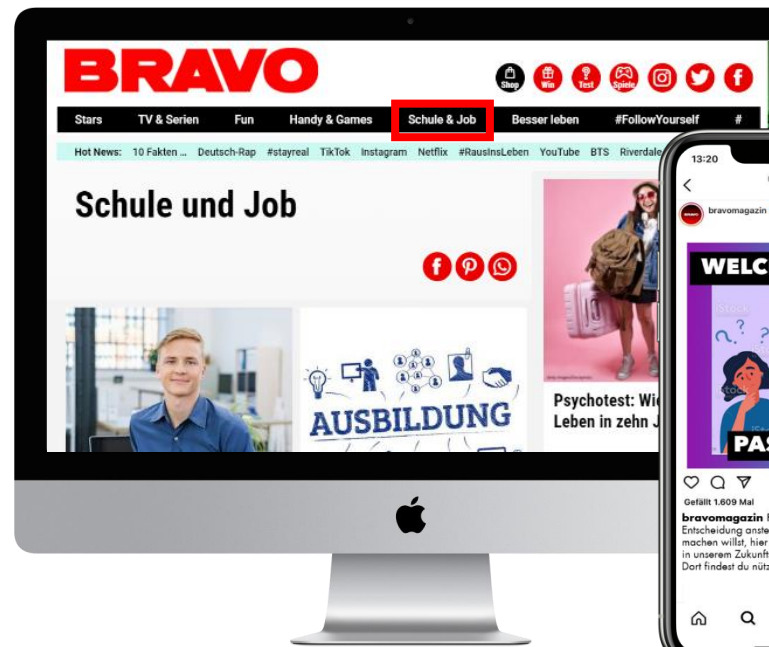 BRAVO
Shop Win Test Spiele
Stars TV & Serien Fun Handy & Games Schule & Job Besser leben #FollowYourself #
Hot News: 10 Fakten ... Deutsch-Rap #stayreal TikTok Instagram Netflix #RausInsLeben YouTube BTS Riverdale
Schule und Job
AUSBILDUNG
Psychotest: Wie
Leben in zehn J
13:20
bravomagazin
WELC
iStock
PAS
Gefällt 1.609 Mal
bravomagazin
Entscheidung anste
machen willst, hier
in unserem Zukunft
Dort findest du nütz